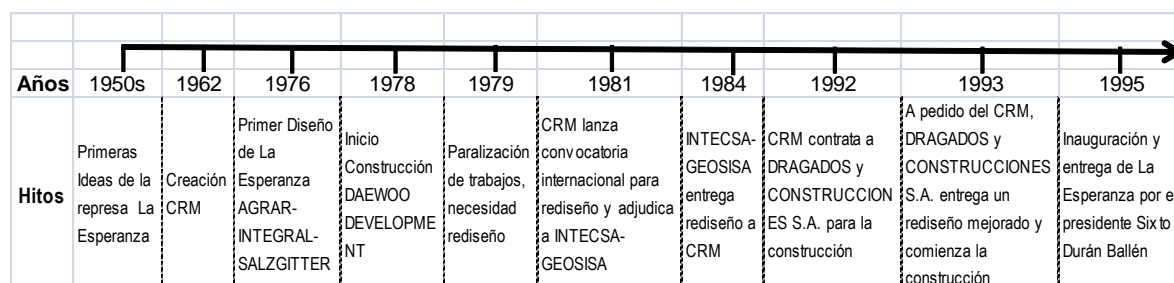 Años 1950s 1962 1976 1978 1979 1981 1984 1992 1993 1995
Hitos
Primeras
Ideas de la
represa La
Esperanza
Creación
CRM
Primer Diseño
de La
Esperanza
AGRAR-
INTEGRAL-
SALZGITTER
Inicio
Construcción
DAEWOO
DEVELOPME
NT
Paralización
de trabajos,
necesidad
rediseño
CRM lanza
convocatoria
internacional para
rediseño y adjudica
a INTECSA-
GEOSISA
INTECSA-
GEOSISA
entrega
rediseño a
CRM
CRM contrata a
DRAGADOS y
CONSTRUCCION
ES S.A. para la
construcción
A pedido del CRM,
DRAGADOS y
CONSTRUCCIONES
S.A. entrega un
rediseño mejorado y
comienza la
construcción
Inauguración y
entrega de La
Esperanza por e
presidente Sixto
Durán Ballén